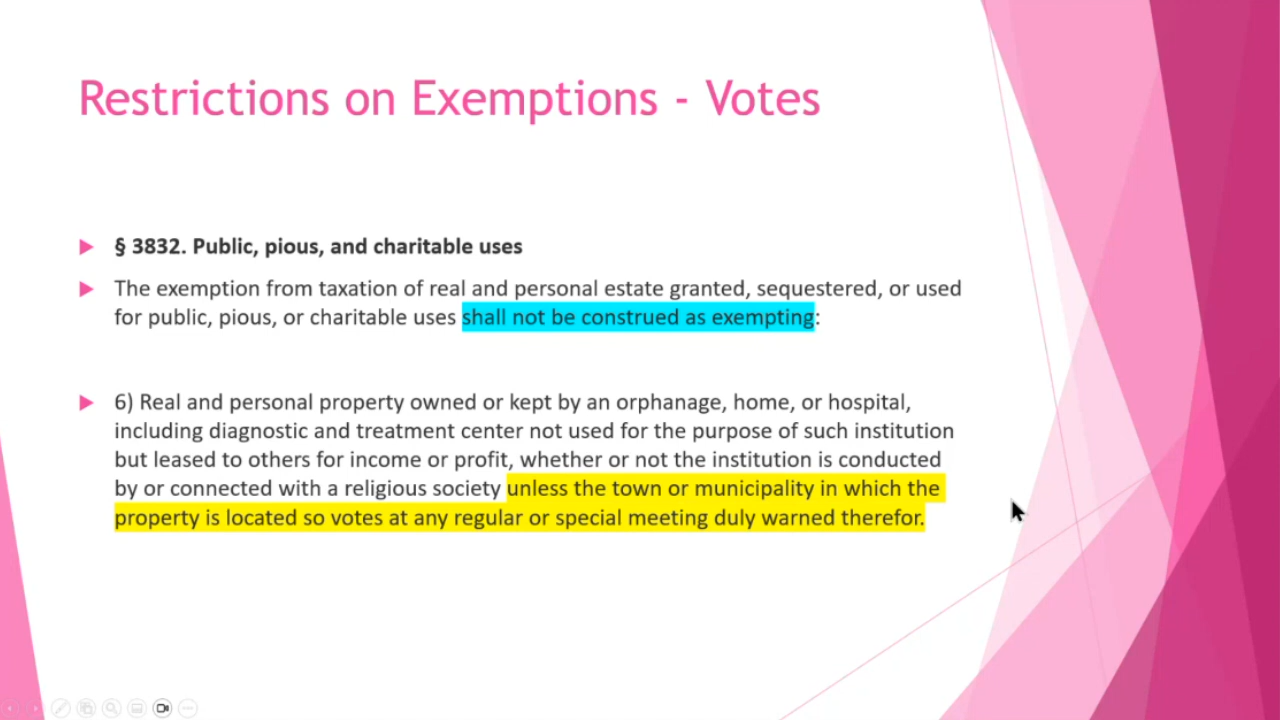 Restrictions on Exemptions - Votes
§ 3832. Public, pious, and charitable uses
The exemption from taxation of real and personal estate granted, sequestered, or used
for public, pious, or charitable uses shall not be construed as exempting:
6) Real and personal property owned or kept by an orphanage, home, or hospital,
including diagnostic and treatment center not used for the purpose of such institution
but leased to others for income or profit, whether or not the institution is conducted
by or connected with a religious society unless the town or municipality in which the
property is located so votes at any regular or special meeting duly warned therefor.